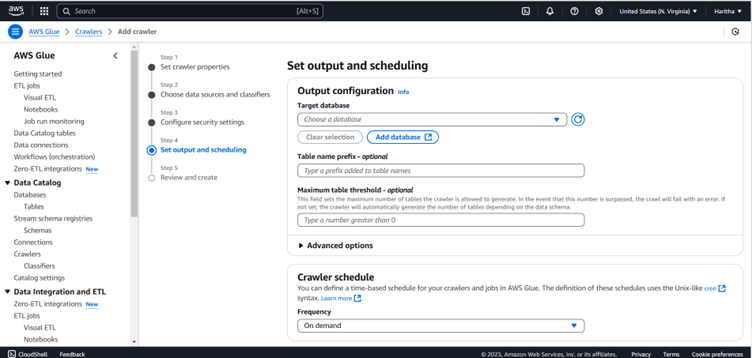 aws
Search
[Alt+S]
United States (N. Virginia)
Haritha
AWS Glue > Crawlers > Add crawler
AWS Glue
Getting started
ETL jobs
Visual ETL
Notebooks
Job run monitoring
Data Catalog tables
Data connections
Workflows (orchestration)
Zero-ETL integrations New
Data Catalog
Databases
Tables
Stream schema registries
Schemas
Connections
Crawlers
Classifiers
Catalog settings
Data Integration and ETL
Zero-ETL integrations New
ETL jobs
Visual ETL
Notebooks
Step 1
Set crawler properties
Step 2
Choose data sources and classifiers
Step 3
Configure security settings
Step 4
Set output and scheduling
Step 5
Review and create
Set output and scheduling
Output configuration Info
Target database
Choose a database
Clear selection
Add database
Table name prefix - optional
Type a prefix added to table names
Maximum table threshold - optional
This field sets the maximum number of tables the crawler is allowed to generate. In the event that this number is surpassed, the crawl will fail with an error. If
not set, the crawler will automatically generate the number of tables depending on the data schema.
Type a number greater than 0
Advanced options
Crawler schedule
You can define a time-based schedule for your crawlers and jobs in AWS Glue. The definition of these schedules uses the Unix-like cron
syntax. Learn more.
Frequency
On demand
CloudShell Feedback
© 2025, Amazon Web Services, Inc. or its affiliates. Privacy Terms Cookie preferences